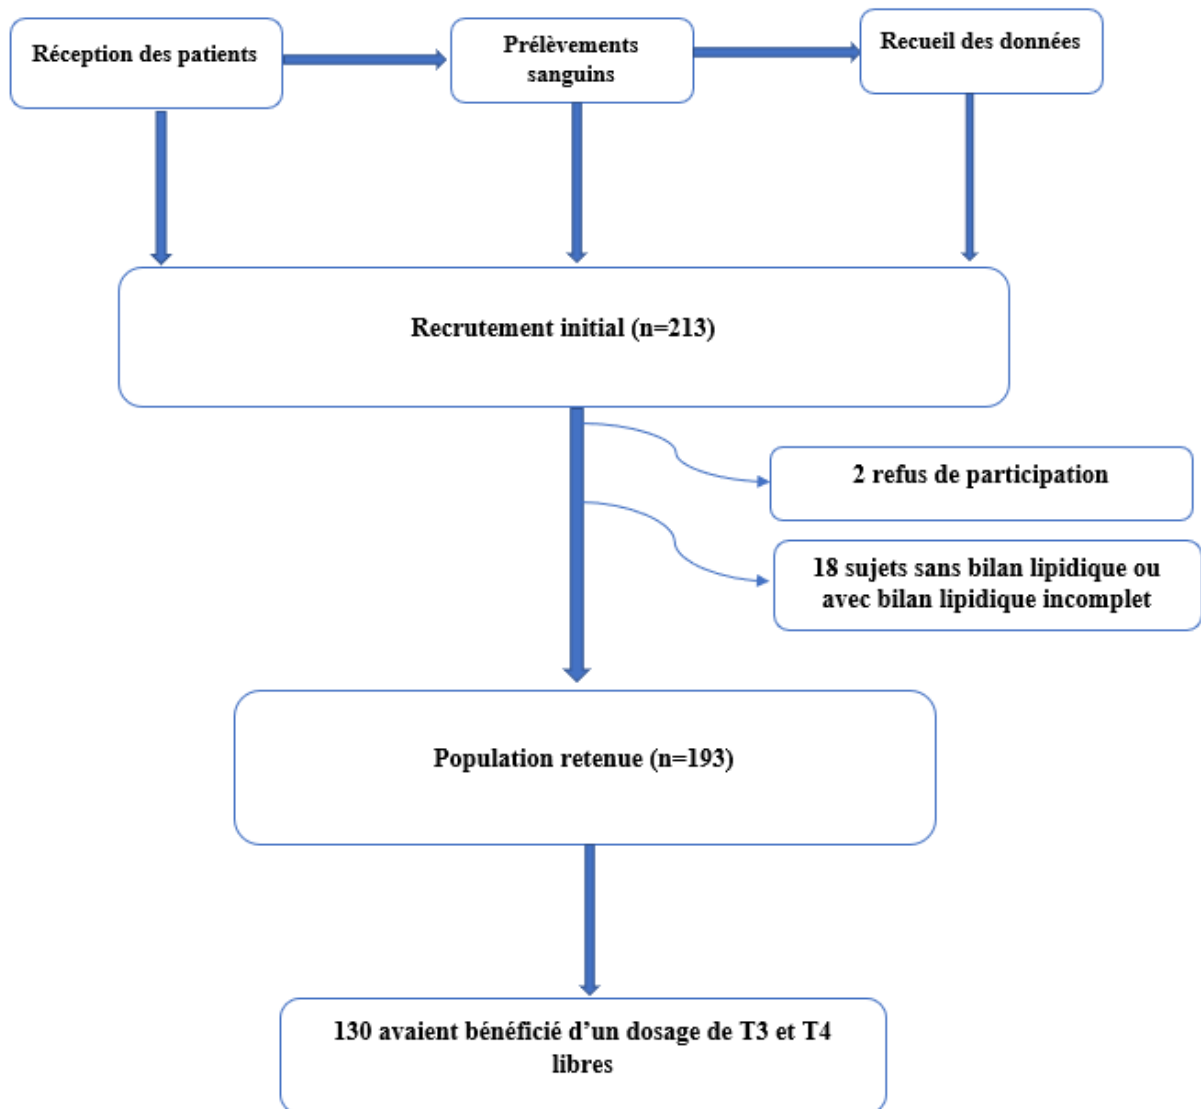 Réception des patients
Prélèvements
sanguins
Recueil des données
Recrutement initial (n=213)
2 refus de participation
18 sujets sans bilan lipidique ou
avec bilan lipidique incomplet
Population retenue (n=193)
130 avaient bénéficié d’un dosage de T3 et T4
libres